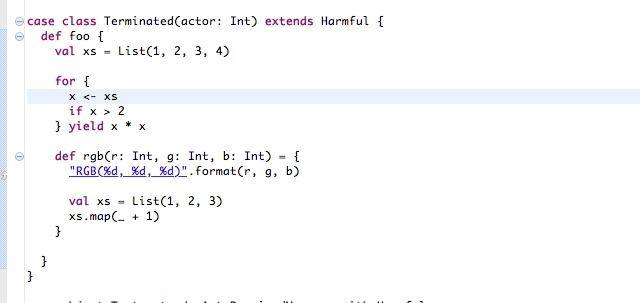 case class Terminated(actor: Int) extends Harmful {
def foo {
val xs = List(1, 2, 3, 4)
for {
x <- xs
if x > 2
} yield x * x
def rgb(r: Int, g: Int, b: Int) = {
"RGB(%d, %d, %d)".format(r, g, b)
val xs = List(1, 2, 3)
xs.map(_ + 1)
}
}
}